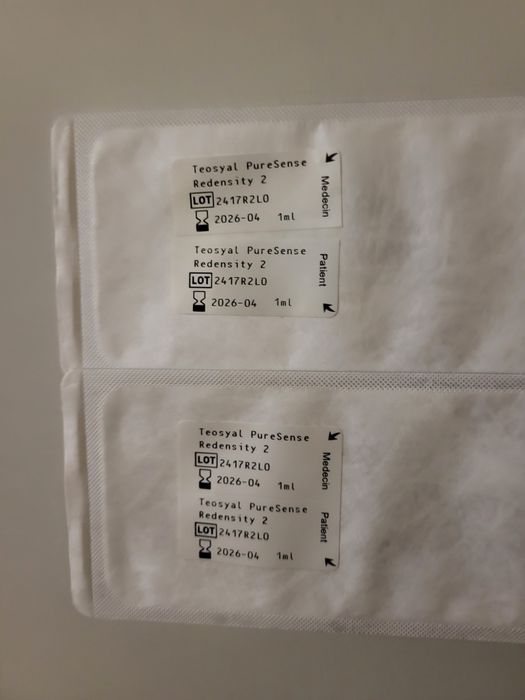 Teosyal PureSense
Redensity 2
LOT 2417R2L0
2026-04 1ml
Medecin
Teosyal PureSense
Redensity 2
LOT 2417R2L0
2026-04 1ml
Patient
Teosyal PureSense
Redensity 2
LOT 2417R2L0
2026-04 1ml
Medecin
Teosyal PureSense
Redensity 2
LOT 2417R2L0
2026-04 1ml
Patient